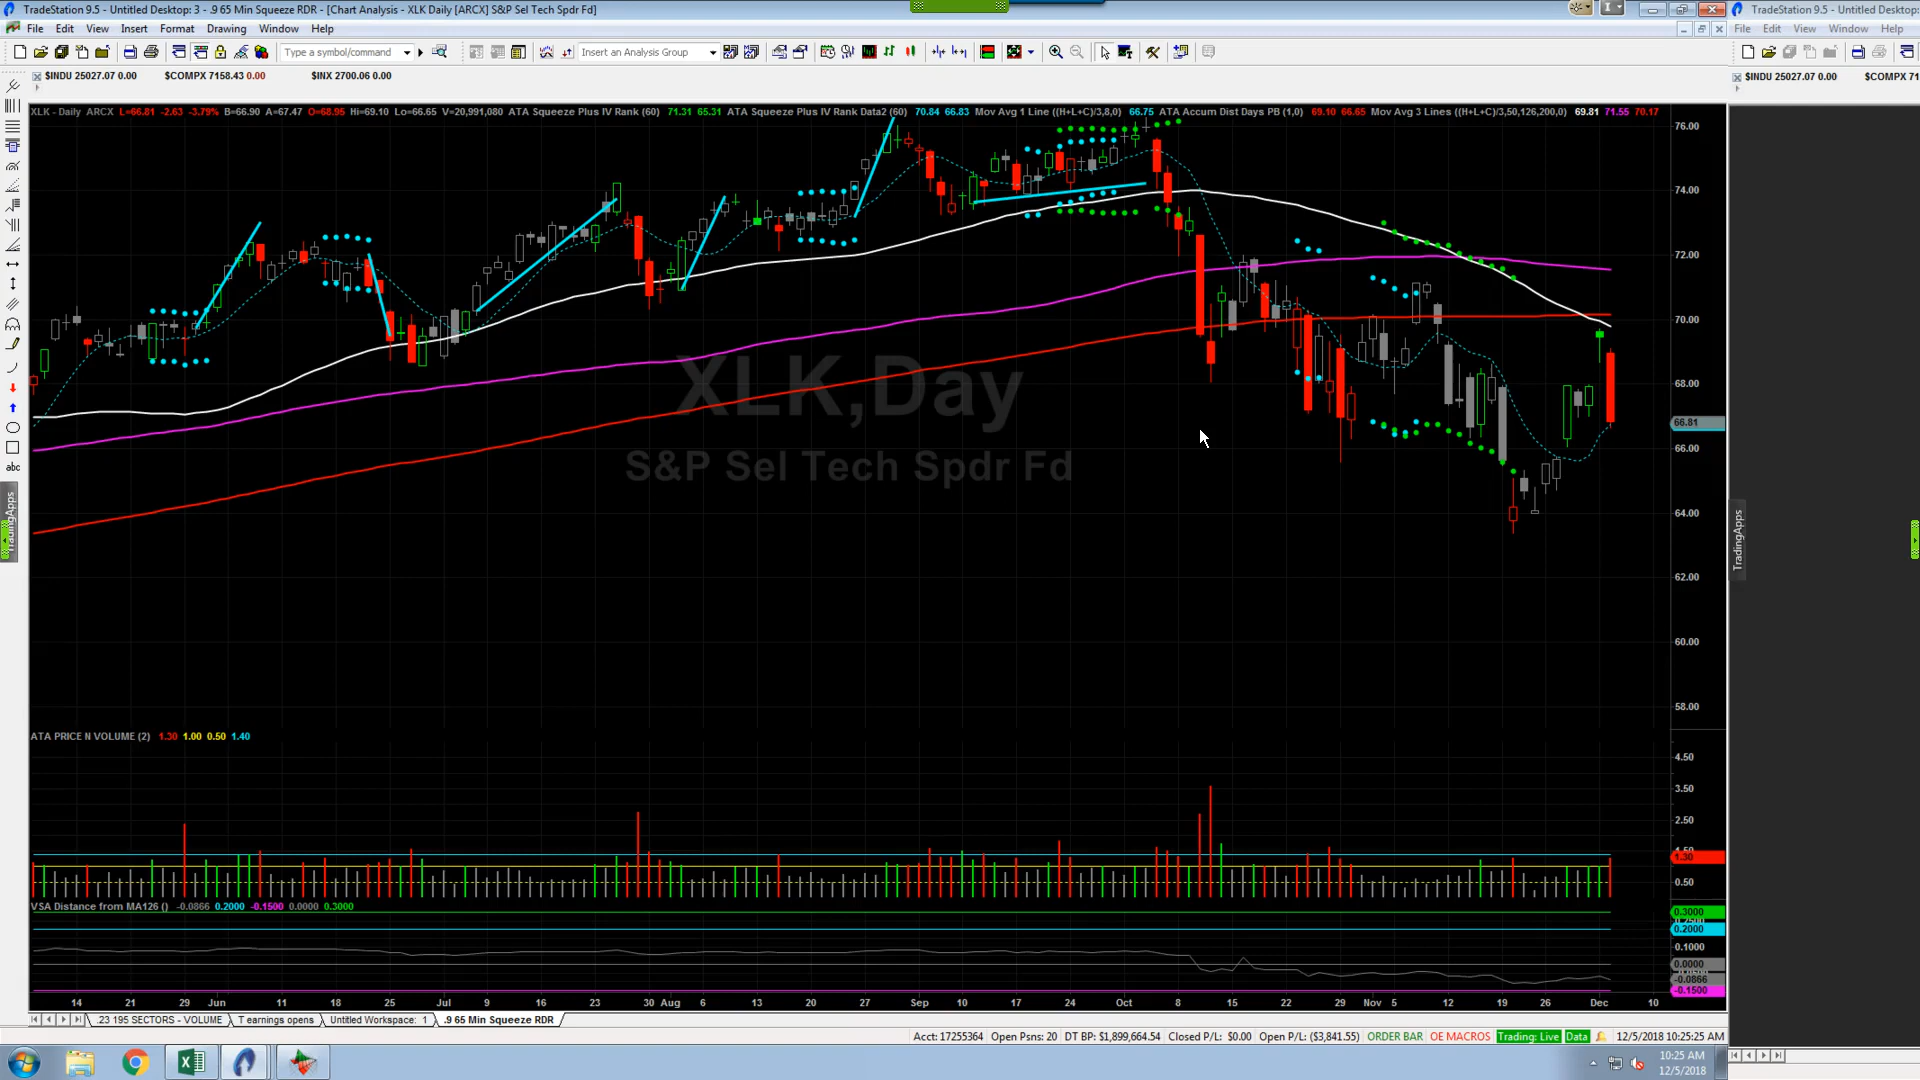 TradeStation 9.5 - Untitled Desktop: 3 - .9 65 Min Squeeze RDR - [Chart Analysis - XLK Daily [ARCX] S&P Sel Tech Spdr Fd]
TradeStation 9.5 - Untitled Desktop:
File Edit View Insert Format Drawing Window Help
File Edit View Window Help
Type a symbol/command
Insert an Analysis Group
$INDU 25027.07 0.00 $COMPX 7158.43 0.00 $INX 2700.06 0.00
$INDU 25027.07 0.00 $COMPX 71
XLK - Daily ARCX L=66.81 -2.63 -3.79% B=66.90 A=67.47 O=68.95 Hi=69.10 Lo=66.65 V=20,991,080 ATA Squeeze Plus IV Rank (60) 71.31 65.31 ATA Squeeze Plus IV Rank Data2 (60) 70.84 66.83 Mov Avg 1 Line ((H+L+C)/3,8,0) 66.75 ATA Accum Dist Days PB (1,0) 69.10 66.65 Mov Avg 3 Lines ((H+L+C)/3,50,126,200,0) 69.81 71.55 70.17
76.00
74.00
72.00
70.00
68.00
66.81
66.00
64.00
62.00
60.00
58.00
XLK,Day
S&P Sel Tech Spdr Fd
abc
TradingApps
TradingApps
ATA PRICE N VOLUME (2) 1.30 1.00 0.50 1.40
4.50
3.50
2.50
1.30
0.50
VSA Distance from MA126 () -0.0866 0.2000 -0.1500 0.0000 0.3000
0.3000
0.2000
0.1000
0.0000
-0.0866
-0.1500
14 21 29 Jun 11 18 25 Jul 9 16 23 30 Aug 6 13 20 27 Sep 10 17 24 Oct 8 15 22 29 Nov 5 12 19 26 Dec 10
.23 195 SECTORS - VOLUME T earnings opens Untitled Workspace: 1 .9 65 Min Squeeze RDR
Acct: 17255364 Open Psns: 20 DT BP: $1,899,664.54 Closed P/L: $0.00 Open P/L: ($3,841.55) ORDER BAR OE MACROS Trading: Live Data 12/5/2018 10:25:25 AM
10:25 AM
12/5/2018